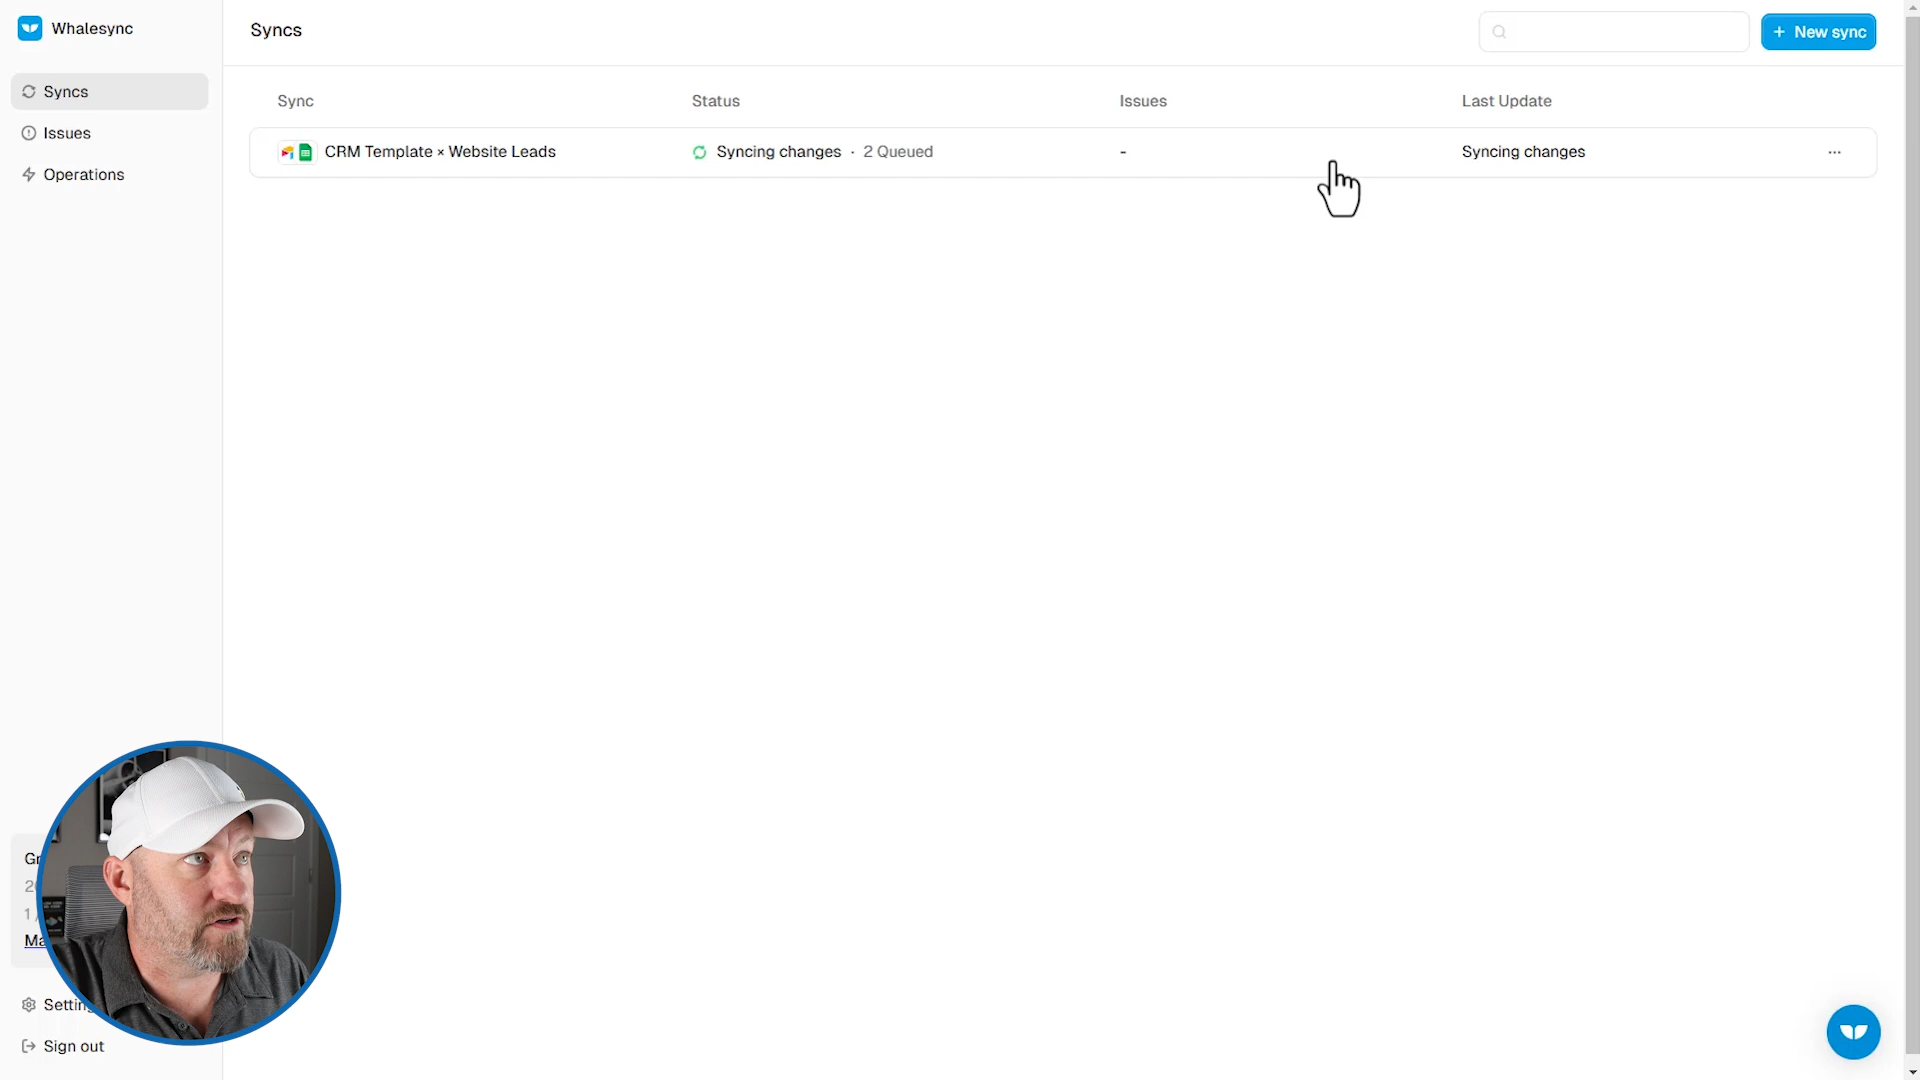 Whalesync
Syncs
+ New sync
Syncs
Issues
Operations
Sync Status Issues Last Update
CRM Template × Website Leads Syncing changes · 2 Queued - Syncing changes ...
Sign out